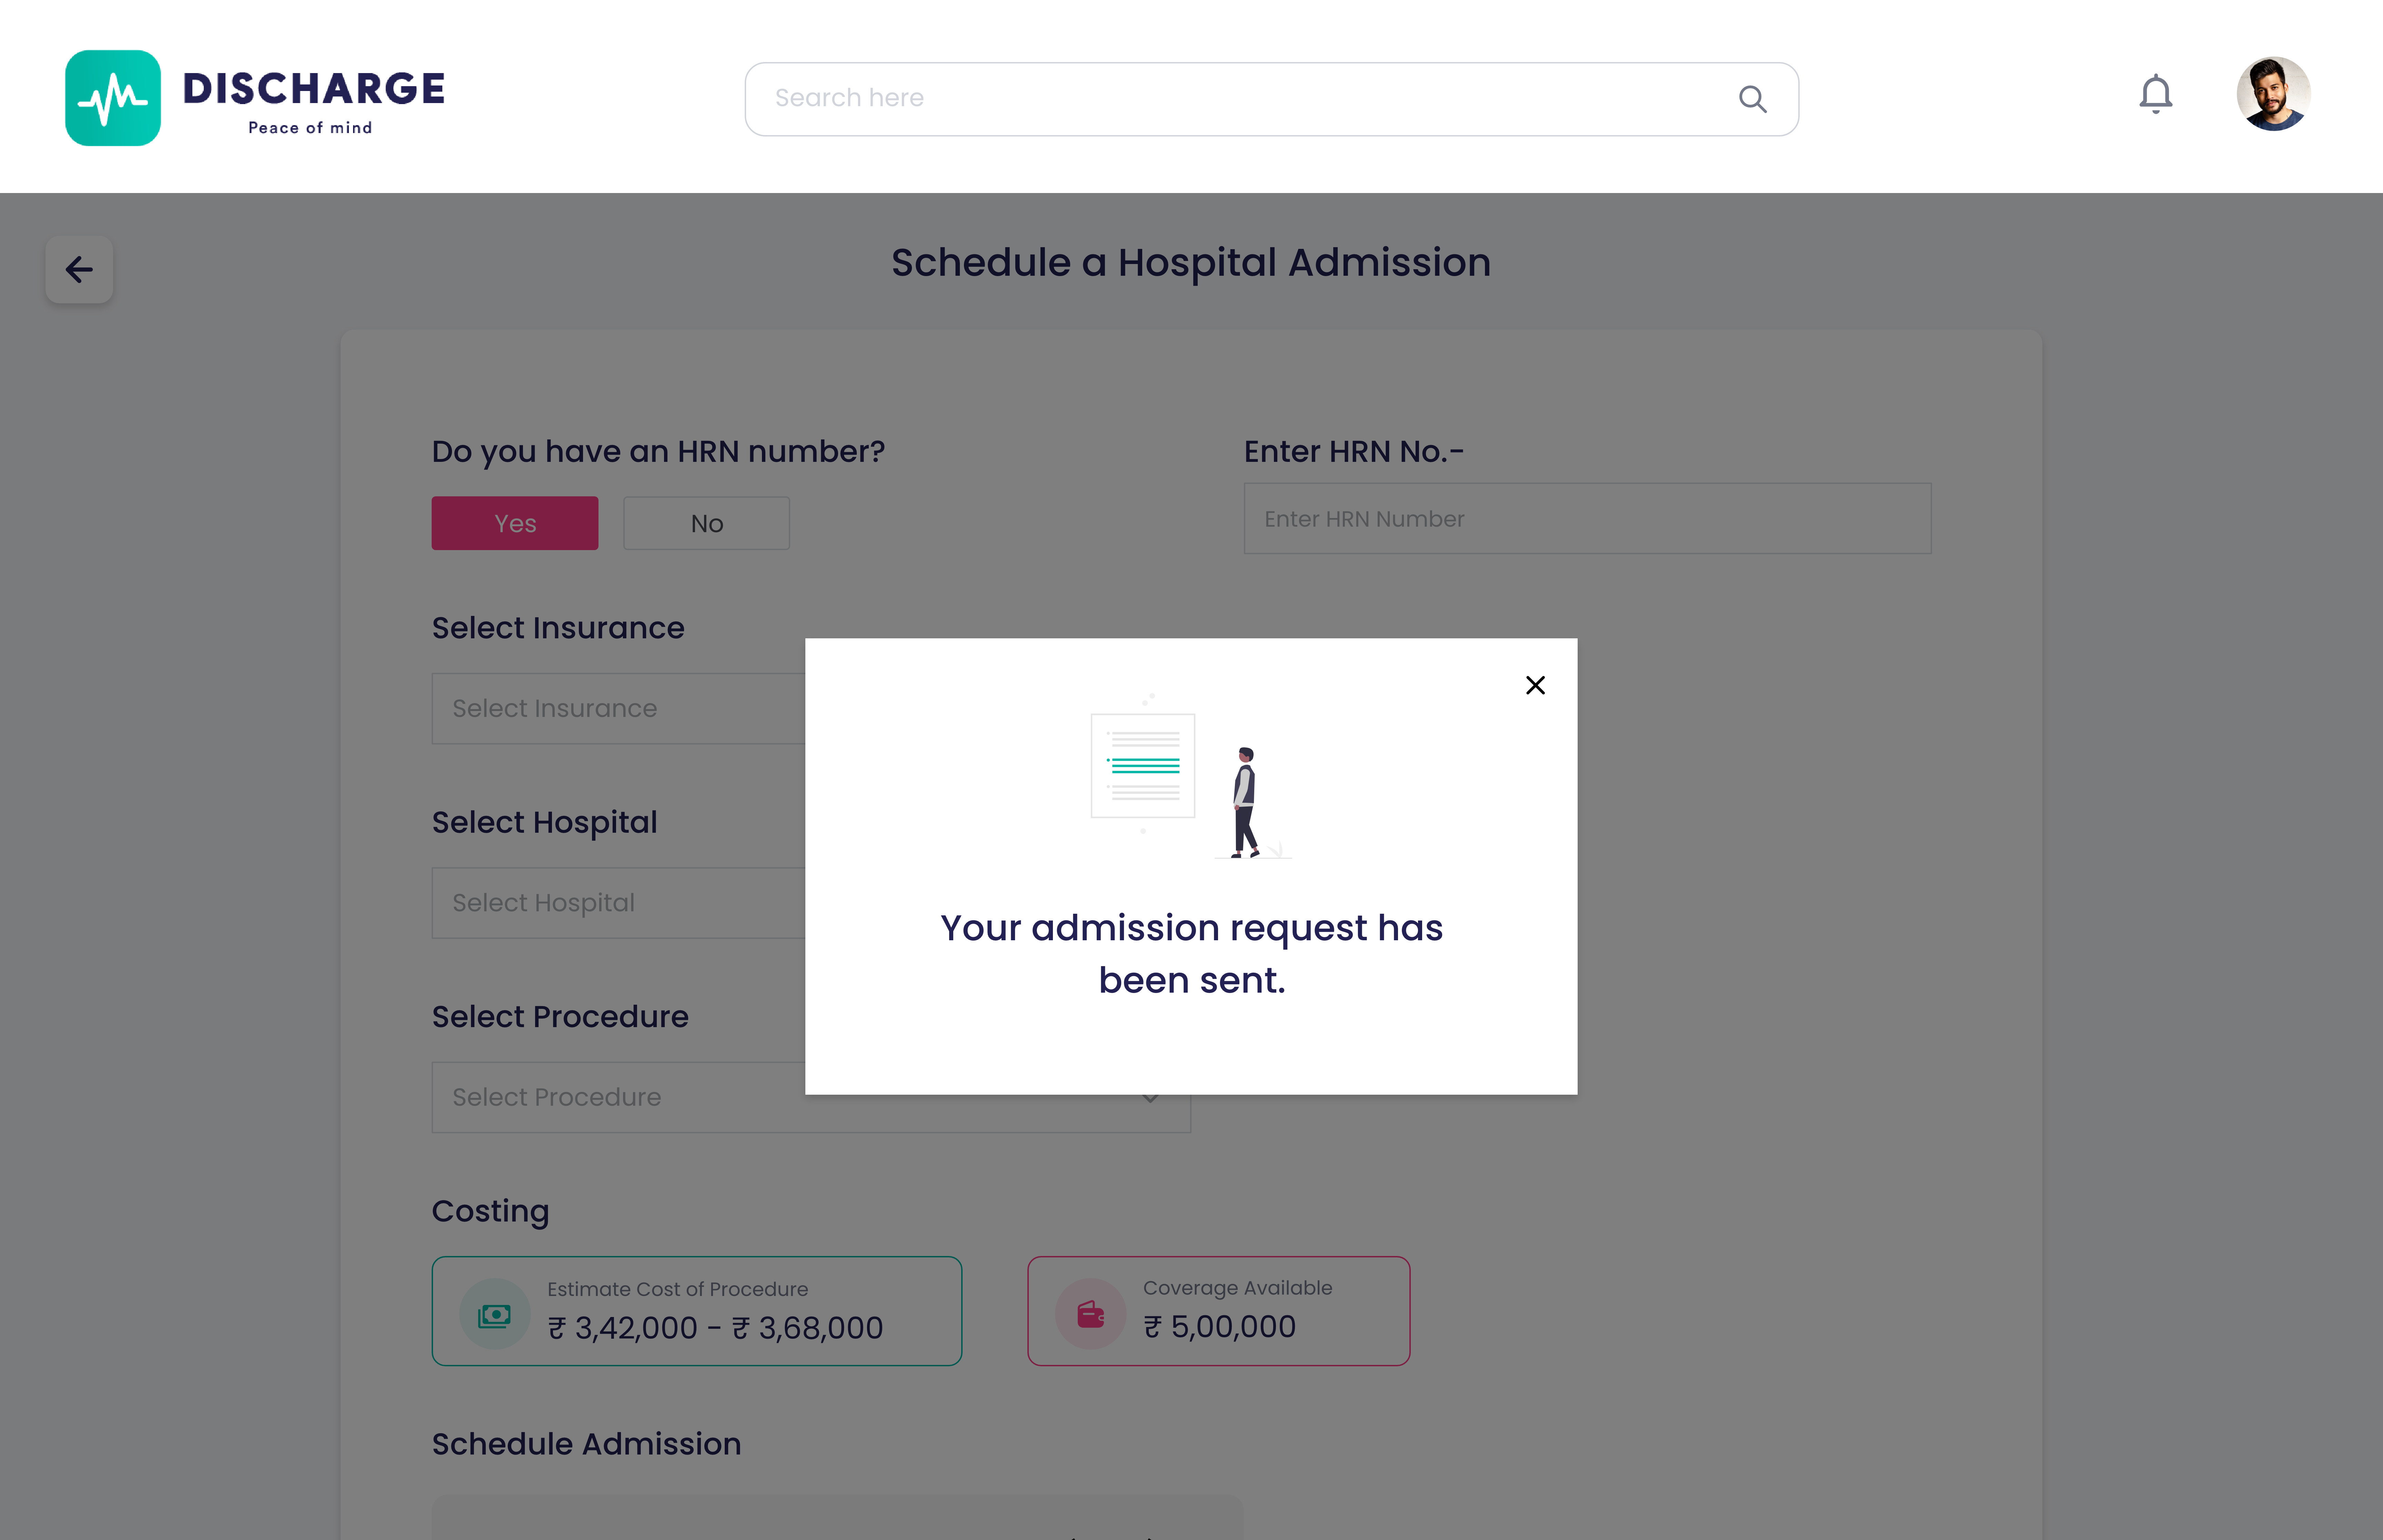 DISCHARGE
Peace of mind
Search here
Schedule a Hospital Admission
Do you have an HRN number?
Enter HRN No.-
Yes
No
Enter HRN Number
Select Insurance
Select Insurance
Select Hospital
Select Hospital
Your admission request has
been sent.
Select Procedure
Select Procedure
Costing
Estimate Cost of Procedure
₹ 3,42,000 - ₹ 3,68,000
Coverage Available
₹ 5,00,000
Schedule Admission